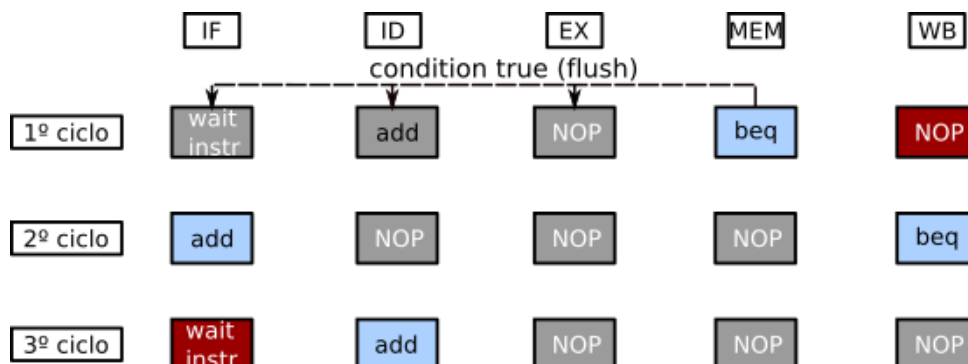 IF ID EX MEM WB
condition true (flush)
1º ciclo wait instr add NOP beq NOP
2º ciclo add NOP NOP NOP beq
3º ciclo wait instr add NOP NOP NOP